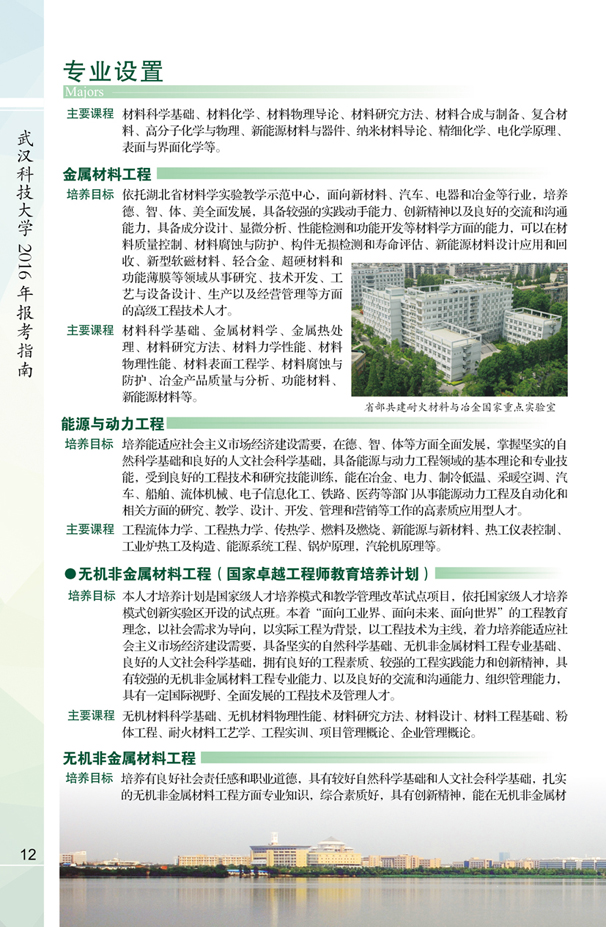 专业设置
Majors
主要课程 材料科学基础、材料化学、材料物理导论、材料研究方法、材料合成与制备、复合材
料、高分子化学与物理、新能源材料与器件、纳米材料导论、精细化学、电化学原理、
表面与界面化学等。
金属材料工程
培养目标 依托湖北省材料学实验教学示范中心，面向新材料、汽车、电器和冶金等行业，培养
德、智、体、美全面发展，具备较强的实践动手能力、创新精神以及良好的交流和沟通
能力，具备成分设计、显微分析、性能检测和功能开发等材料学方面的能力，可以在材
料质量控制、材料腐蚀与防护、构件无损检测和寿命评估、新能源材料设计应用和回
收、新型软磁材料、轻合金、超硬材料和
功能薄膜等领域从事研究、技术开发、工
艺与设备设计、生产以及经营管理等方面
的高级工程技术人才。
主要课程 材料科学基础、金属材料学、金属热处
理、材料研究方法、材料力学性能、材料
物理性能、材料表面工程学、材料腐蚀与
防护、冶金产品质量与分析、功能材料、
新能源材料等。
省部共建耐火材料与冶金国家重点实验室
能源与动力工程
培养目标 培养能适应社会主义市场经济建设需要，在德、智、体等方面全面发展，掌握坚实的自
然科学基础和良好的人文社会科学基础，具备能源与动力工程领域的基本理论和专业技
能，受到良好的工程技术和研究技能训练，能在冶金、电力、制冷低温、采暖空调、汽
车、船舶、流体机械、电子信息化工、铁路、医药等部门从事能源动力工程及自动化和
相关方面的研究、教学、设计、开发、管理和营销等工作的高素质应用型人才。
主要课程 工程流体力学、工程热力学、传热学、燃料及燃烧、新能源与新材料、热工仪表控制、
工业炉热工及构造、能源系统工程、锅炉原理，汽轮机原理等。
●无机非金属材料工程（国家卓越工程师教育培养计划）
培养目标 本人才培养计划是国家级人才培养模式和教学管理改革试点项目，依托国家级人才培养
模式创新实验区开设的试点班。本着“面向工业界、面向未来、面向世界”的工程教育
理念，以社会需求为导向，以实际工程为背景，以工程技术为主线，着力培养能适应社
会主义市场经济建设需要，具备坚实的自然科学基础、无机非金属材料工程专业基础、
良好的人文社会科学基础，拥有良好的工程素质、较强的工程实践能力和创新精神，具
有较强的无机非金属材料工程专业能力、以及良好的交流和沟通能力、组织管理能力，
具有一定国际视野、全面发展的工程技术及管理人才。
主要课程 无机材料科学基础、无机材料物理性能、材料研究方法、材料设计、材料工程基础、粉
体工程、耐火材料工艺学、工程实训、项目管理概论、企业管理概论。
无机非金属材料工程
培养目标 培养有良好社会责任感和职业道德，具有较好自然科学基础和人文社会科学基础，扎实
的无机非金属材料工程方面专业知识，综合素质好，具有创新精神，能在无机非金属材
武汉科技大学2016年报考指南
12